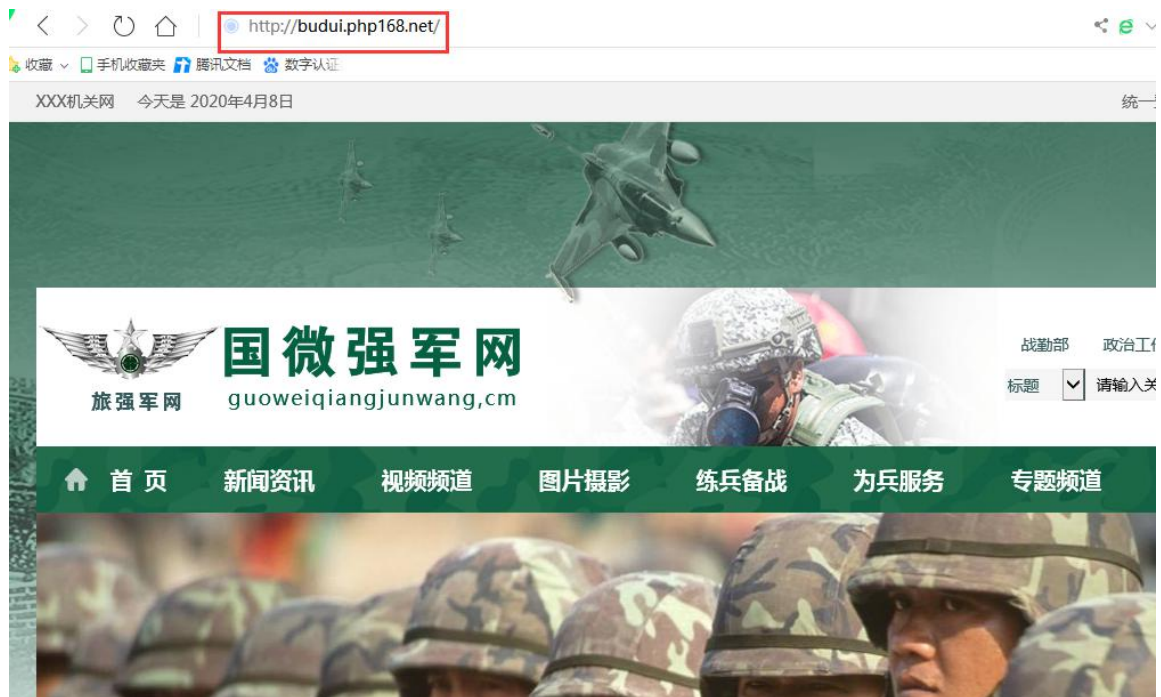 http://budui.php168.net/
收藏 手机收藏夹 腾讯文档 数字认证
XXX机关网 今天是 2020年4月8日 统一
国微强军网
guoweiqiangjunwang,cm
旅强军网
战勤部 政治工作
标题 请输入关
首 页 新闻资讯 视频频道 图片摄影 练兵备战 为兵服务 专题频道